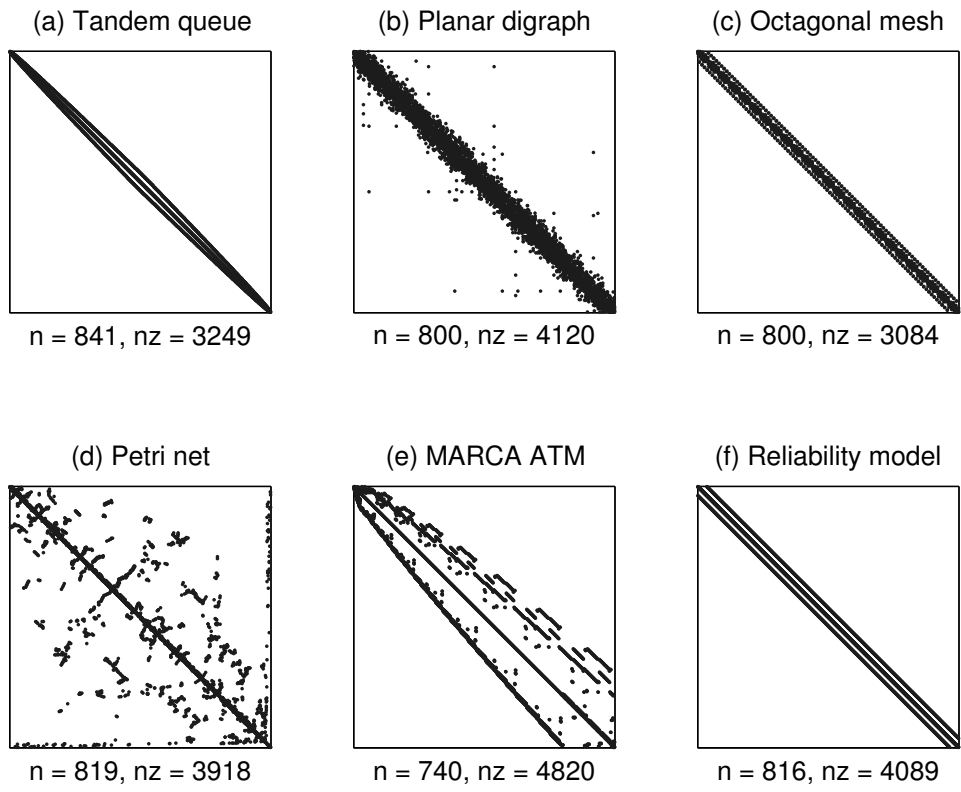 (a) Tandem queue
(b) Planar digraph
(c) Octagonal mesh
n = 841, nz = 3249
n = 800, nz = 4120
n = 800, nz = 3084
(d) Petri net
(e) MARCA ATM
(f) Reliability model
n = 819, nz = 3918
n = 740, nz = 4820
n = 816, nz = 4089